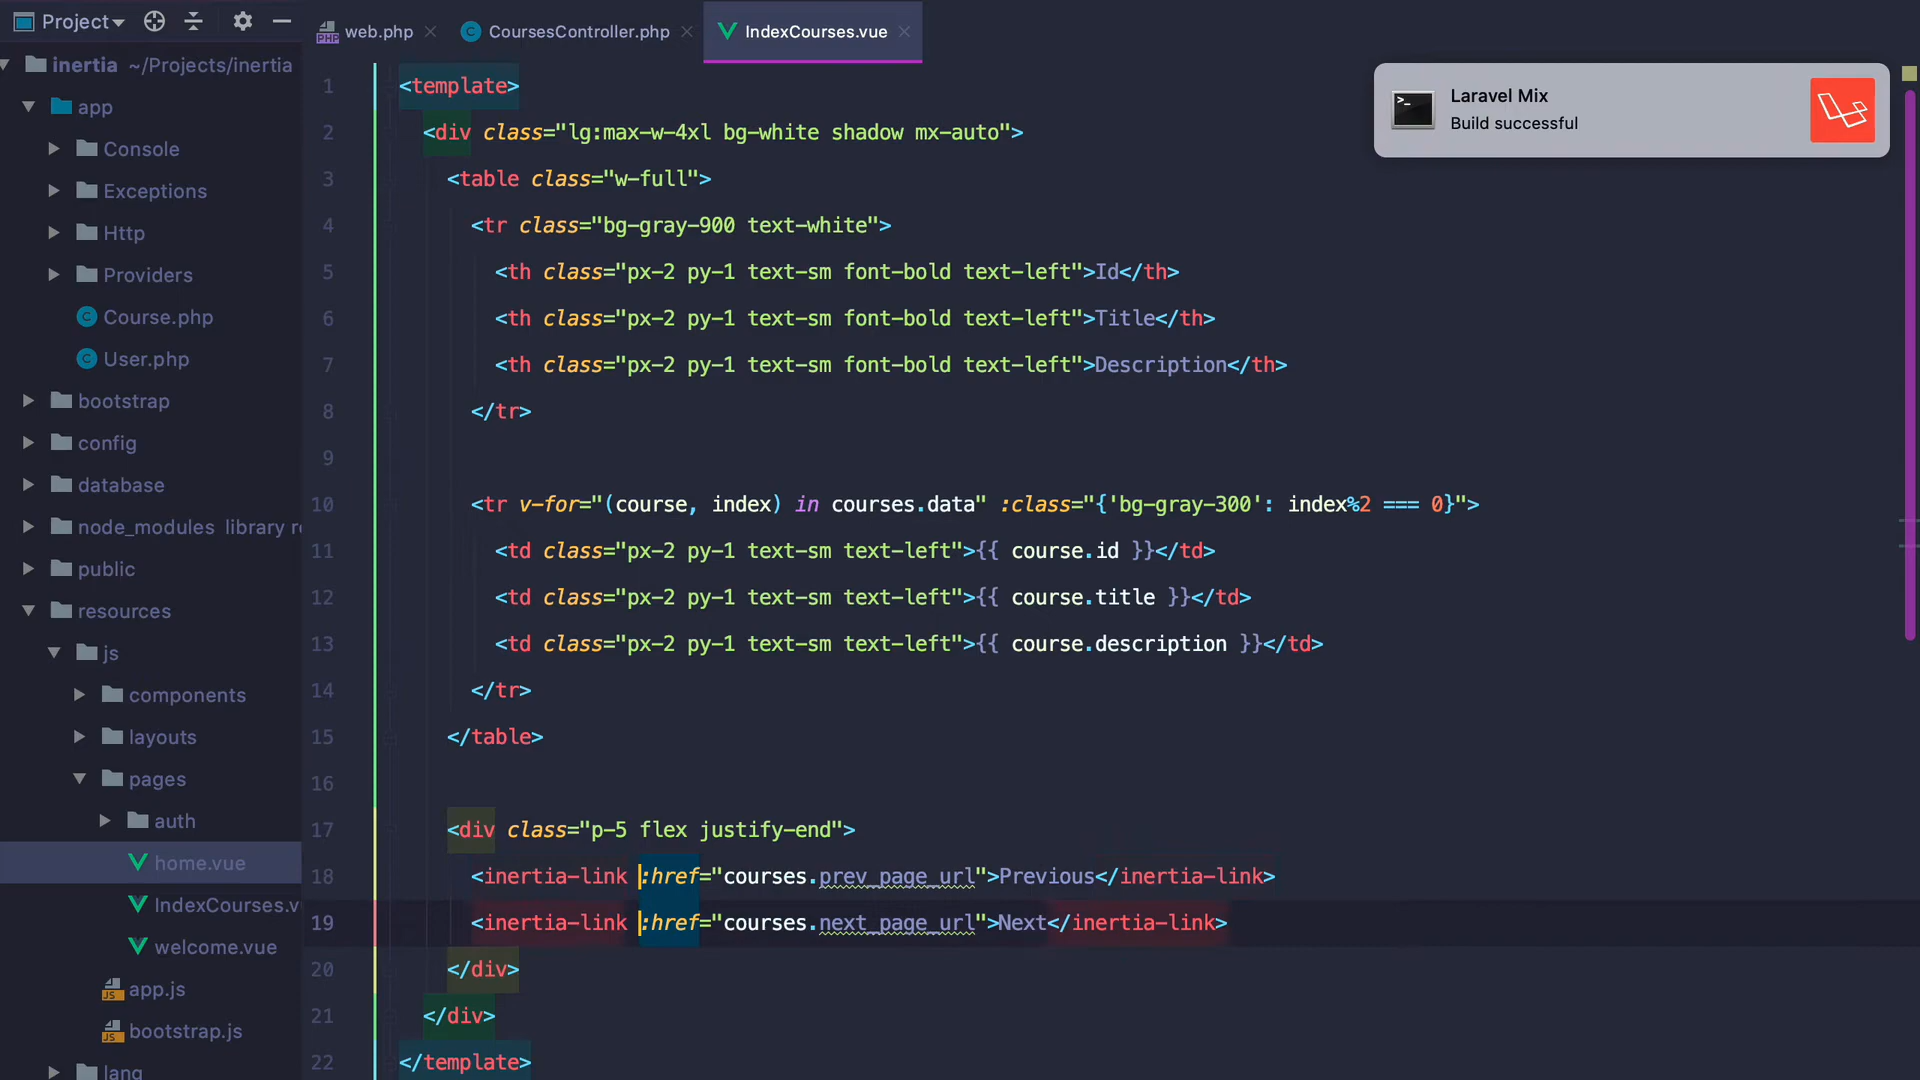 Project
inertia ~/Projects/inertia
app
Console
Exceptions
Http
Providers
Course.php
User.php
bootstrap
config
database
node_modules library r
public
resources
js
components
layouts
pages
auth
home.vue
IndexCourses.v
welcome.vue
app.js
bootstrap.js
lang
web.php
CoursesController.php
IndexCourses.vue
1 <template>
2 <div class="lg:max-w-4xl bg-white shadow mx-auto">
3 <table class="w-full">
4 <tr class="bg-gray-900 text-white">
5 <th class="px-2 py-1 text-sm font-bold text-left">Id</th>
6 <th class="px-2 py-1 text-sm font-bold text-left">Title</th>
7 <th class="px-2 py-1 text-sm font-bold text-left">Description</th>
8 </tr>
9
10 <tr v-for="(course, index) in courses.data" :class="{'bg-gray-300': index%2 === 0}">
11 <td class="px-2 py-1 text-sm text-left">{{ course.id }}</td>
12 <td class="px-2 py-1 text-sm text-left">{{ course.title }}</td>
13 <td class="px-2 py-1 text-sm text-left">{{ course.description }}</td>
14 </tr>
15 </table>
16
17 <div class="p-5 flex justify-end">
18 <inertia-link :href="courses.prev_page_url">Previous</inertia-link>
19 <inertia-link :href="courses.next_page_url">Next</inertia-link>
20 </div>
21 </div>
22 </template>
Laravel Mix
Build successful